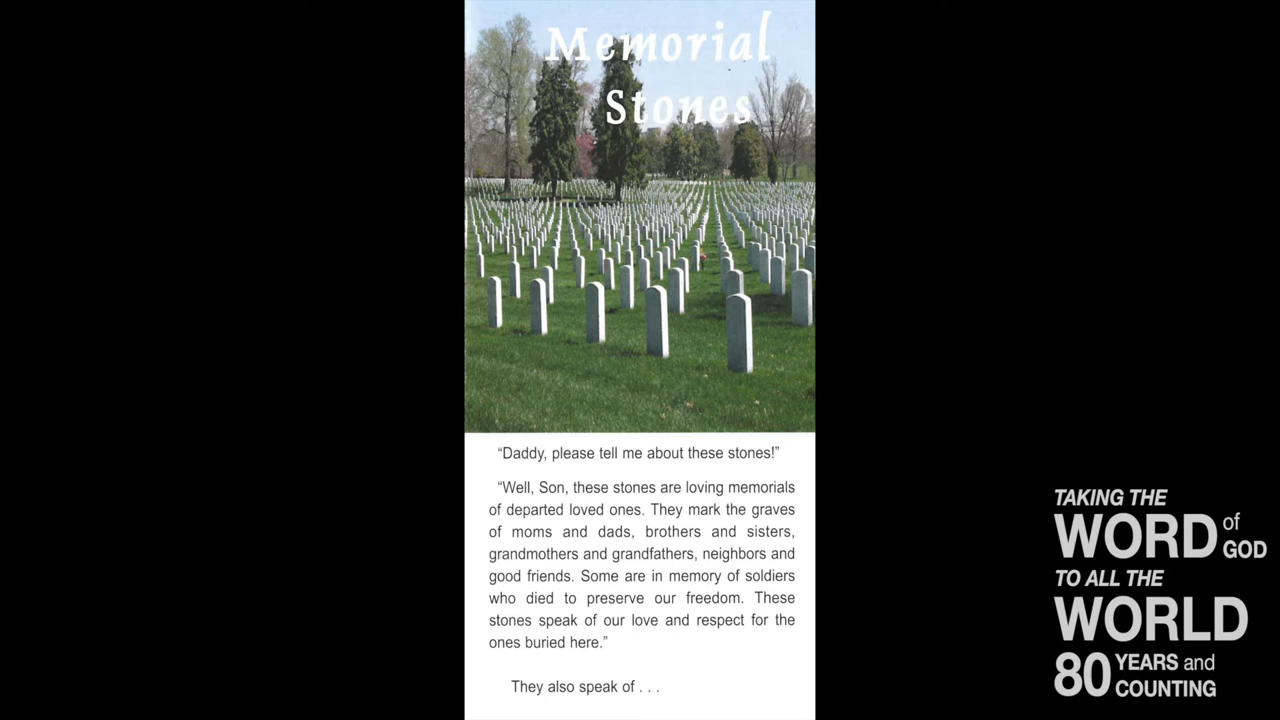 Memorial
Stones
“Daddy, please tell me about these stones!”
“Well, Son, these stones are loving memorials
of departed loved ones. They mark the graves
of moms and dads, brothers and sisters,
grandmothers and grandfathers, neighbors and
good friends. Some are in memory of soldiers
who died to preserve our freedom. These
stones speak of our love and respect for the
ones buried here.”
They also speak of . . .
TAKING THE
WORD of GOD
TO ALL THE
WORLD
80 YEARS and
COUNTING